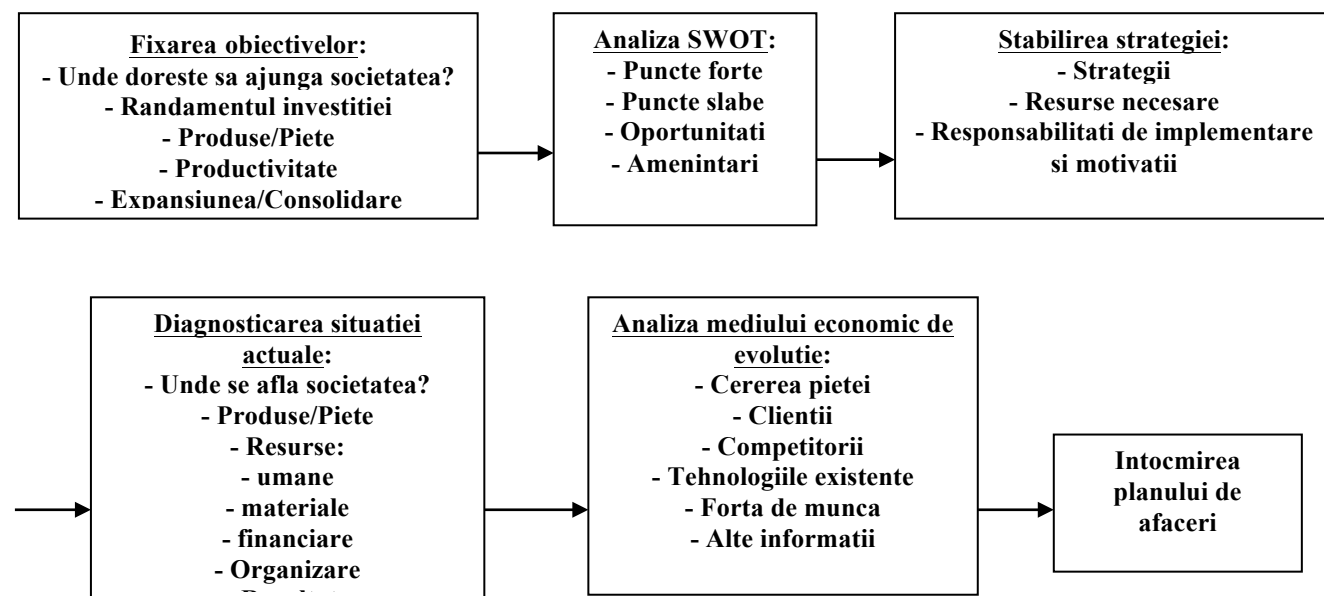 Fixarea obiectivelor:
- Unde doreste sa ajunga societatea?
- Randamentul investitiei
- Produse/Piete
- Productivitate
- Expansiunea/Consolidare
Analiza SWOT:
- Puncte forte
- Puncte slabe
- Oportunitati
- Amenintari
Stabilirea strategiei:
- Strategii
- Resurse necesare
- Responsabilitati de implementare
si motivatii
Diagnosticarea situatiei
actuale:
- Unde se afla societatea?
- Produse/Piete
- Resurse:
- umane
- materiale
- financiare
- Organizare
Analiza mediului economic de
evolutie:
- Cererea pietei
- Clientii
- Competitorii
- Tehnologiile existente
- Forta de munca
- Alte informatii
Intocmirea
planului de
afaceri